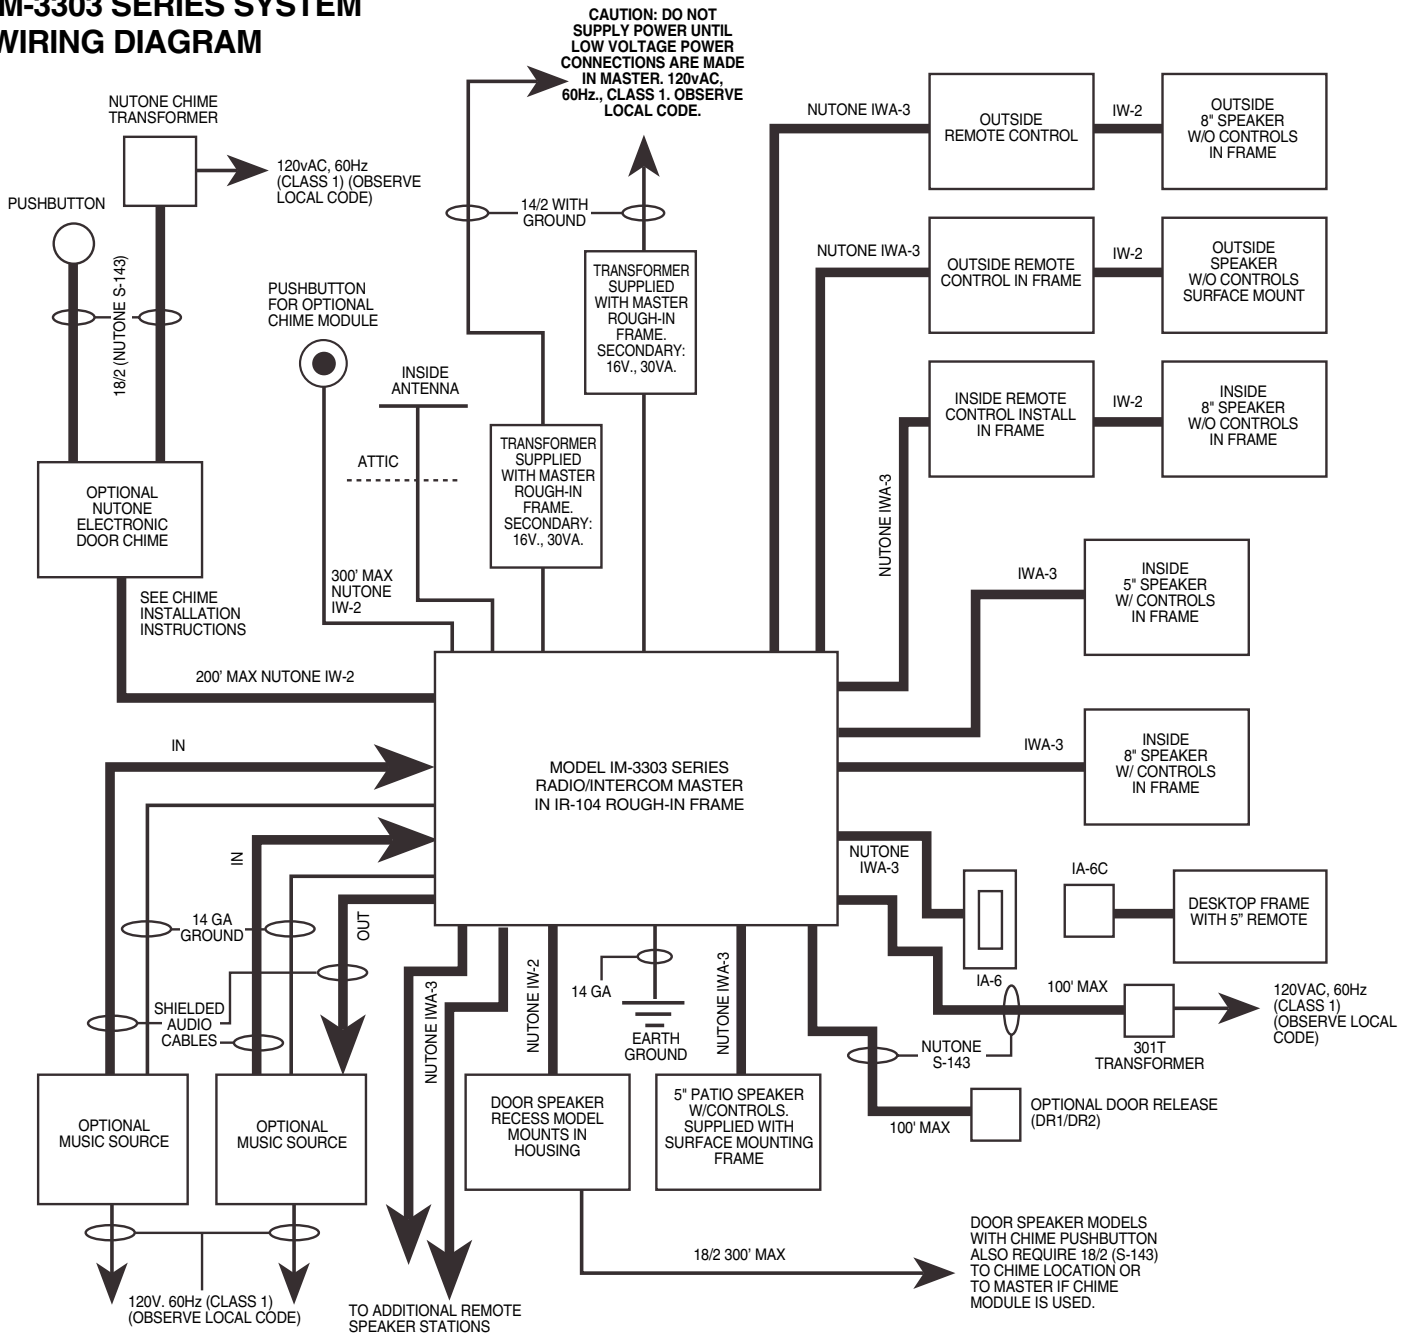 M-3303 SERIES SYSTEM
WIRING DIAGRAM
CAUTION: DO NOT
SUPPLY POWER UNTIL
LOW VOLTAGE POWER
CONNECTIONS ARE MADE
IN MASTER. 120vAC,
60Hz., CLASS 1. OBSERVE
LOCAL CODE.
NUTONE CHIME
TRANSFORMER
120vAC, 60Hz
(CLASS 1) (OBSERVE
LOCAL CODE)
PUSHBUTTON
18/2 (NUTONE S-143)
14/2 WITH
GROUND
NUTONE IWA-3
OUTSIDE
REMOTE CONTROL
IW-2
OUTSIDE
8" SPEAKER
W/O CONTROLS
IN FRAME
NUTONE IWA-3
OUTSIDE REMOTE
CONTROL IN FRAME
IW-2
OUTSIDE
SPEAKER
W/O CONTROLS
SURFACE MOUNT
TRANSFORMER
SUPPLIED
WITH MASTER
ROUGH-IN
FRAME.
SECONDARY:
16V., 30VA.
PUSHBUTTON
FOR OPTIONAL
CHIME MODULE
INSIDE
ANTENNA
ATTIC
TRANSFORMER
SUPPLIED
WITH MASTER
ROUGH-IN
FRAME.
SECONDARY:
16V., 30VA.
INSIDE REMOTE
CONTROL INSTALL
IN FRAME
IW-2
INSIDE
8" SPEAKER
W/O CONTROLS
IN FRAME
NUTONE IWA-3
OPTIONAL
NUTONE
ELECTRONIC
DOOR CHIME
300' MAX
NUTONE
IW-2
SEE CHIME
INSTALLATION
INSTRUCTIONS
200' MAX NUTONE IW-2
IWA-3
INSIDE
5" SPEAKER
W/ CONTROLS
IN FRAME
IWA-3
INSIDE
8" SPEAKER
W/ CONTROLS
IN FRAME
IN
MODEL IM-3303 SERIES
RADIO/INTERCOM MASTER
IN IR-104 ROUGH-IN FRAME
IN
NUTONE
IWA-3
IA-6C
DESKTOP FRAME
WITH 5” REMOTE
14 GA
GROUND
OUT
IA-6
100' MAX
120VAC, 60Hz
(CLASS 1)
(OBSERVE LOCAL
CODE)
SHIELDED
AUDIO
CABLES
NUTONE IWA-3
NUTONE IW-2
14 GA
EARTH
GROUND
NUTONE IWA-3
NUTONE
S-143
301T
TRANSFORMER
OPTIONAL
MUSIC SOURCE
OPTIONAL
MUSIC SOURCE
DOOR SPEAKER
RECESS MODEL
MOUNTS IN
HOUSING
5" PATIO SPEAKER
W/CONTROLS.
SUPPLIED WITH
SURFACE MOUNTING
FRAME
100' MAX
OPTIONAL DOOR RELEASE
(DR1/DR2)
18/2 300' MAX
DOOR SPEAKER MODELS
WITH CHIME PUSHBUTTON
ALSO REQUIRE 18/2 (S-143)
TO CHIME LOCATION OR
TO MASTER IF CHIME
MODULE IS USED.
120V. 60Hz (CLASS 1)
(OBSERVE LOCAL CODE)
TO ADDITIONAL REMOTE
SPEAKER STATIONS